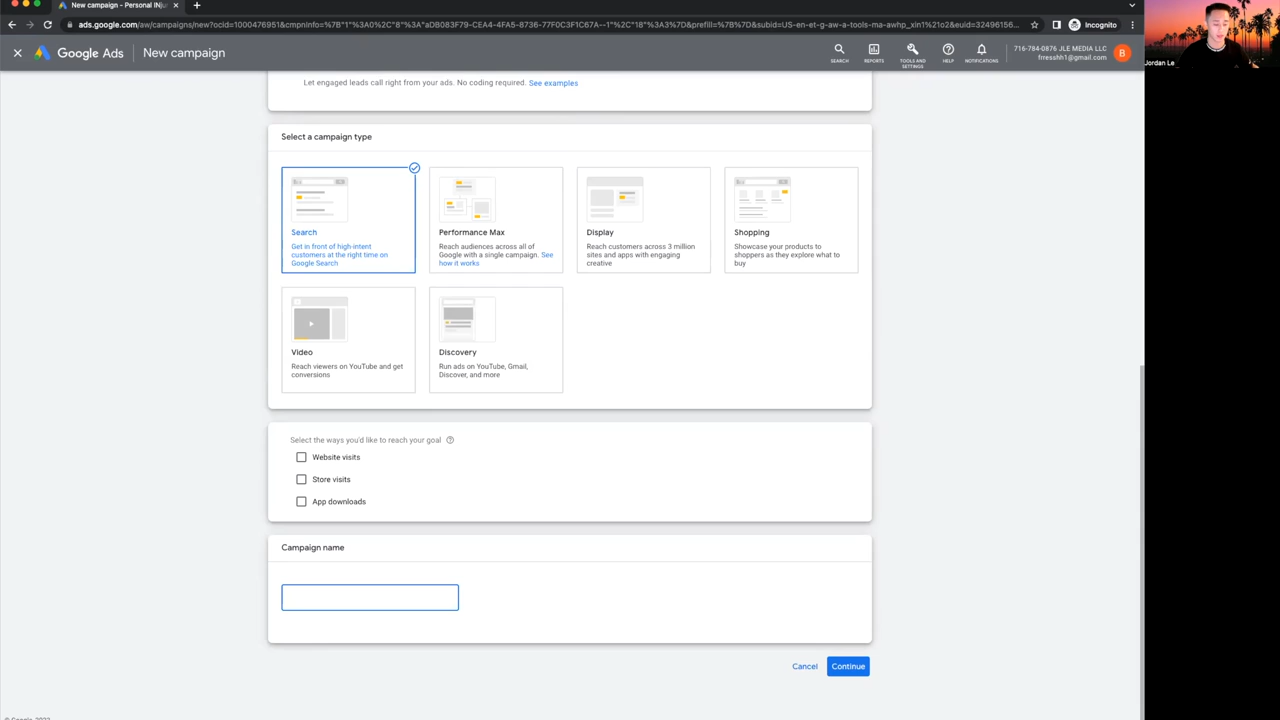 New campaign - Personal Inju
ads.google.com/aw/campaigns/new?ocid=1000476951&cmpnInfo=%7B"1"%3A0%2C"8"%3A"aDB083F79-CEA4-4FA5-8736-77F0C3F1C67A--1"%2C"18"%3A3%7D&prefill=%7B%7D&subid=US-en-et-g-aw-a-tools-ma-awhp_xin1%21o2&euid=32496156...
Incognito
Google Ads
New campaign
SEARCH
REPORTS
TOOLS AND
SETTINGS
HELP
NOTIFICATIONS
716-784-0876 JLE MEDIA LLC
frresshh1@gmail.com
B
Jordan Le
Let engaged leads call right from your ads. No coding required. See examples
Select a campaign type
Search
Get in front of high-intent
customers at the right time on
Google Search
Performance Max
Reach audiences across all of
Google with a single campaign. See
how it works
Display
Reach customers across 3 million
sites and apps with engaging
creative
Shopping
Showcase your products to
shoppers as they explore what to
buy
Video
Reach viewers on YouTube and get
conversions
Discovery
Run ads on YouTube, Gmail,
Discover, and more
Select the ways you'd like to reach your goal
Website visits
Store visits
App downloads
Campaign name
Cancel
Continue